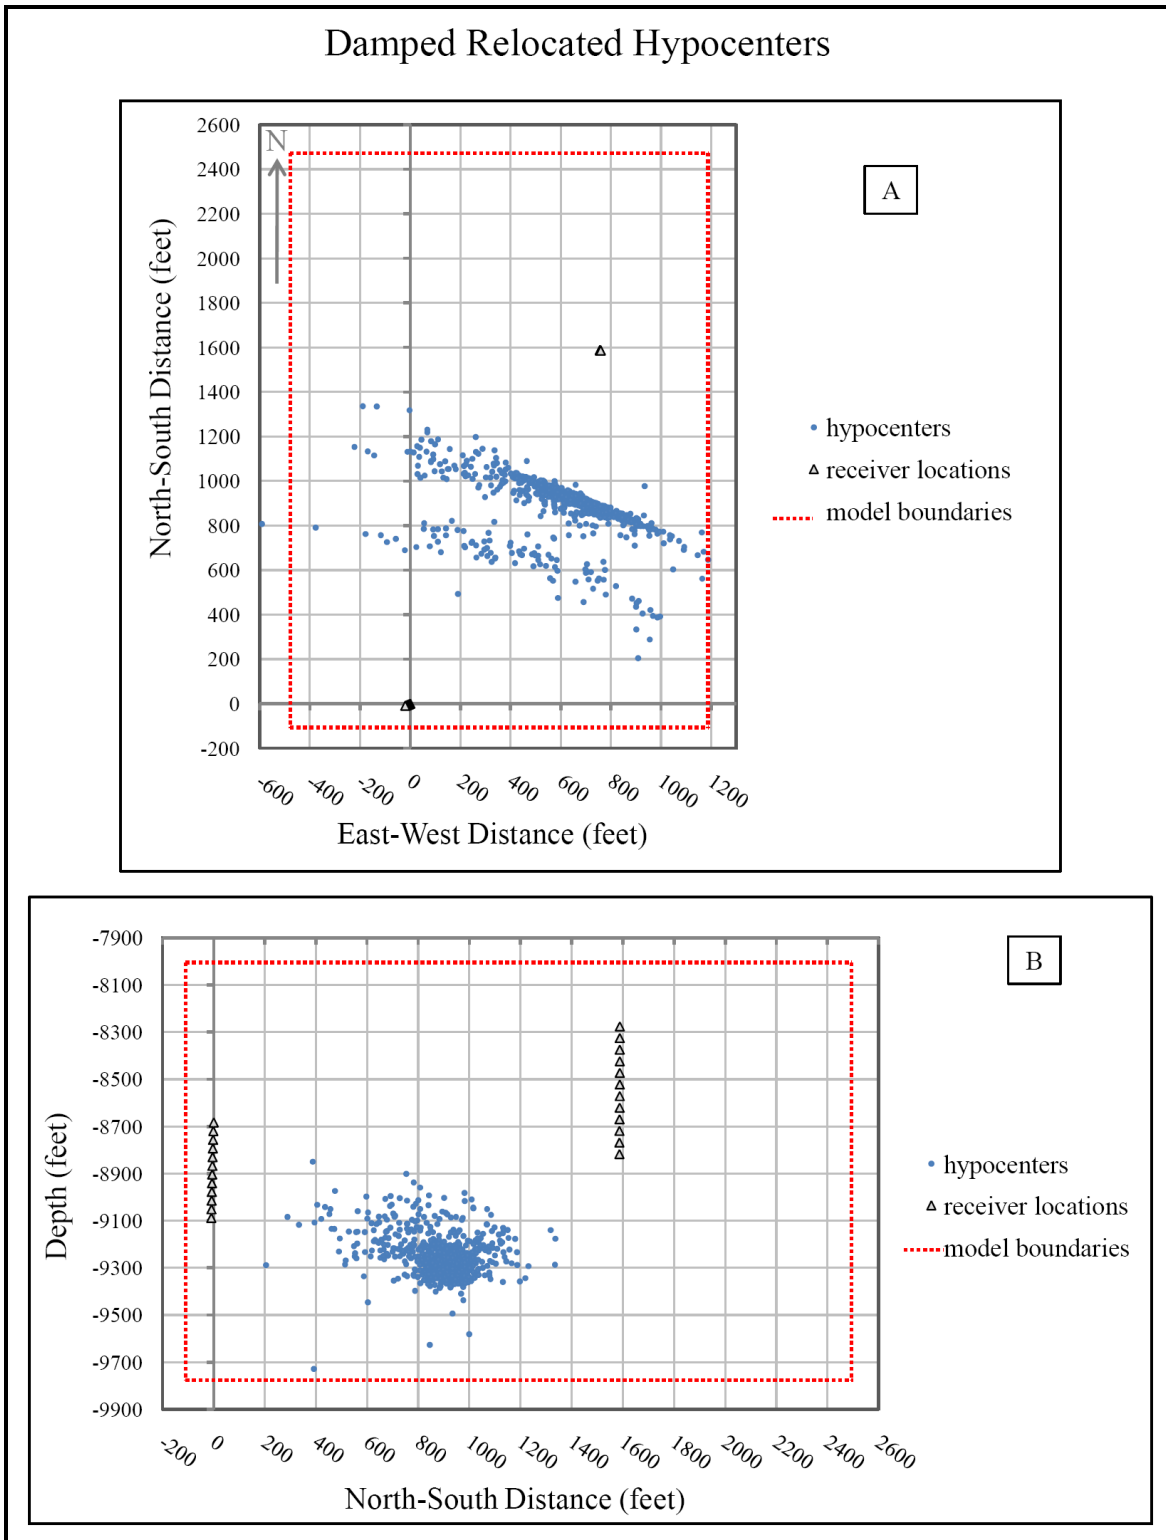 Damped Relocated Hypocenters
A
N
2600
2400
2200
2000
1800
1600
1400
1200
1000
800
600
400
200
0
-200
North-South Distance (feet)
-600 -400 -200 0 200 400 600 800 1000 1200
East-West Distance (feet)
hypocenters
receiver locations
model boundaries
B
-7900
-8100
-8300
-8500
-8700
-8900
-9100
-9300
-9500
-9700
-9900
Depth (feet)
-200 0 200 400 600 800 1000 1200 1400 1600 1800 2000 2200 2400 2600
North-South Distance (feet)
hypocenters
receiver locations
model boundaries